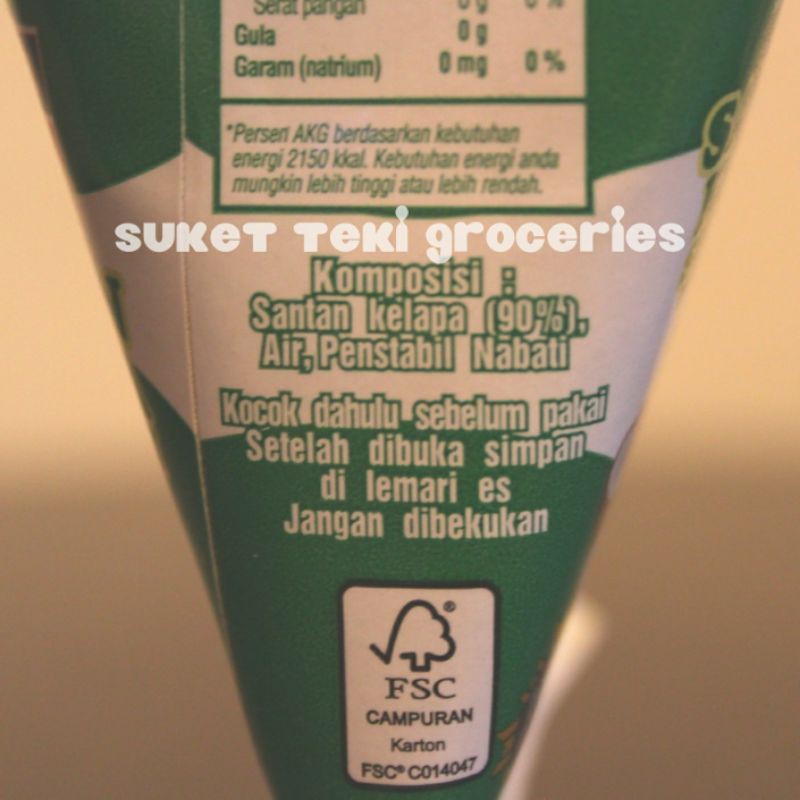 Serat pangan 0 g 0 %
Gula 0 g
Garam (natrium) 0 mg 0 %
*Persen AKG berdasarkan kebutuhan
energi 2150 kkal. Kebutuhan energi anda
mungkin lebih tinggi atau lebih rendah.
SUKET TEKI groceries
Komposisi :
Santan kelapa (90%),
Air, Penstabil Nabati
Kocok dahulu sebelum pakai
Setelah dibuka simpan
di lemari es
Jangan dibekukan
®
FSC
CAMPURAN
Karton
FSC® C014047